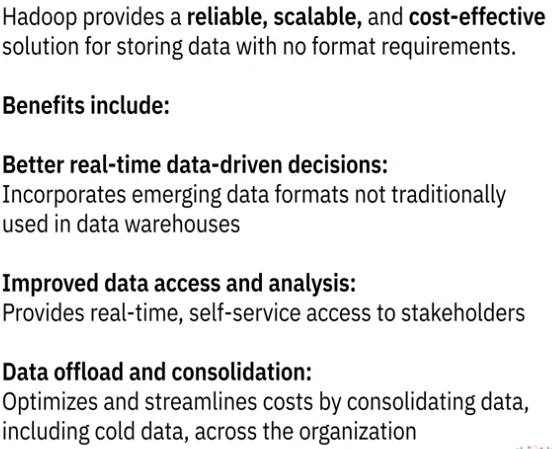 Hadoop provides a reliable, scalable, and cost-effective
solution for storing data with no format requirements.
Benefits include:
Better real-time data-driven decisions:
Incorporates emerging data formats not traditionally
used in data warehouses
Improved data access and analysis:
Provides real-time, self-service access to stakeholders
Data offload and consolidation:
Optimizes and streamlines costs by consolidating data,
including cold data, across the organization